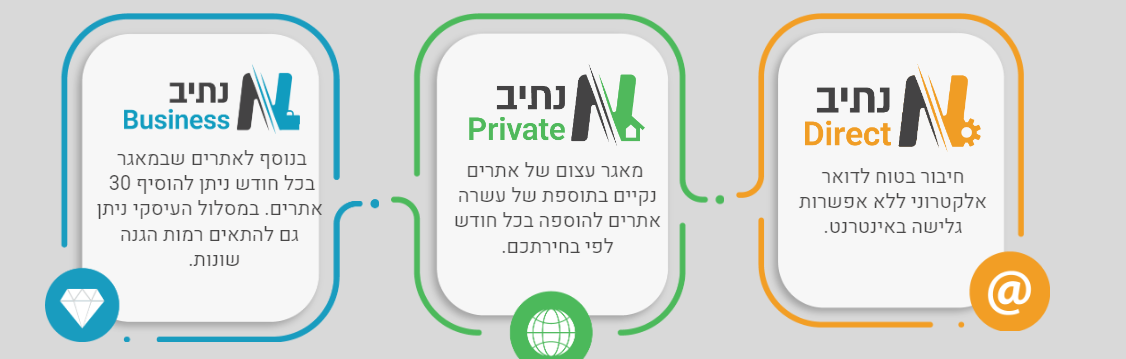 נתיב
Direct
חיבור בטוח לדואר
אלקטרוני ללא אפשרות
גלישה באינטרנט.
@
נתיב
Private
מאגר עצום של אתרים
נקיים בתוספת של עשרה
אתרים להוספה בכל חודש
לפי בחירתכם.
נתיב
Business
בנוסף לאתרים שבמאגר
בכל חודש ניתן להוסיף 30
אתרים. במסלול העיסקי ניתן
גם להתאים רמות הגנה
שונות.